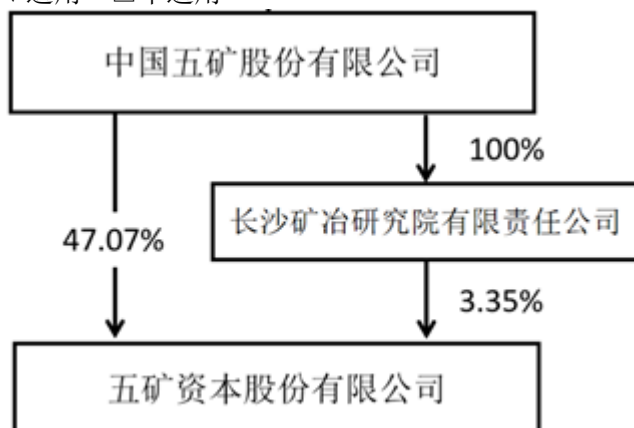 中国五矿股份有限公司
100%
长沙矿冶研究院有限责任公司
47.07%
3.35%
五矿资本股份有限公司